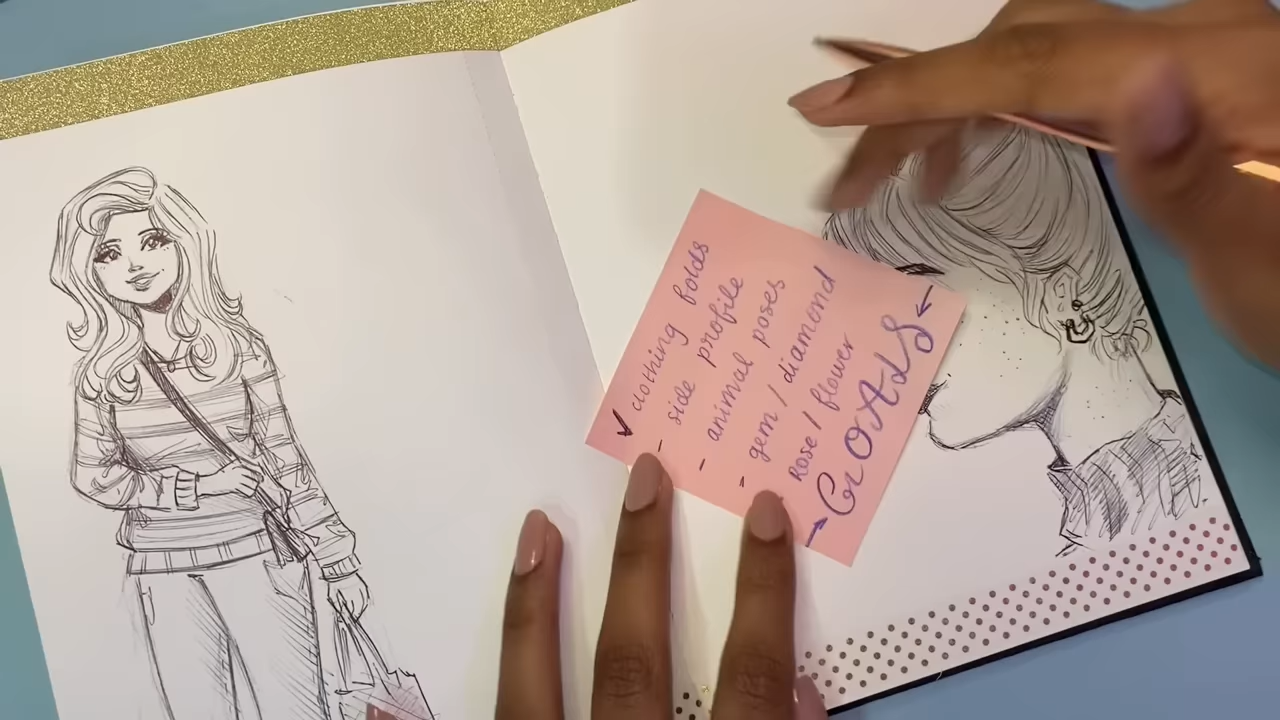 clothing folds
- side profile
- animal poses
- gem / diamond
Rose / flower
→ GOALS ←